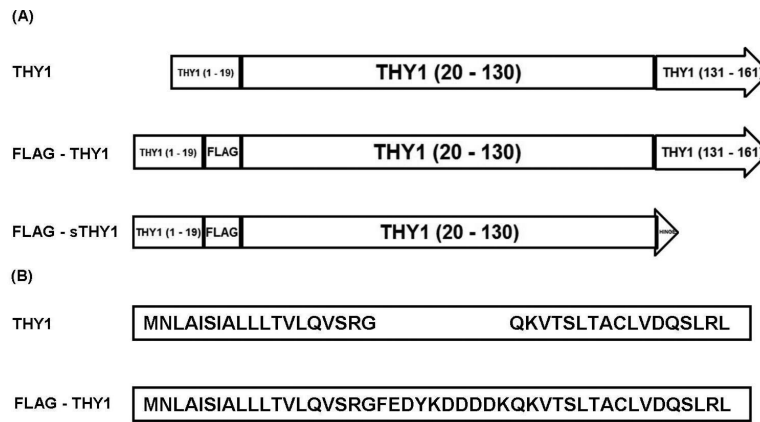 (A)
THY1 THY1 (1 - 19) THY1 (20 - 130) THY1 (131 - 161)
FLAG - THY1 THY1 (1 - 19) FLAG THY1 (20 - 130) THY1 (131 - 161)
FLAG - sTHY1 THY1 (1 - 19) FLAG THY1 (20 - 130) HINGE
(B)
THY1 MNLAISIALLLTVLQVSRG QKVTSLTACLVDQSLRL
FLAG - THY1 MNLAISIALLLTVLQVSRGFEDYKDDDDKQKVTSLTACLVDQSLRL